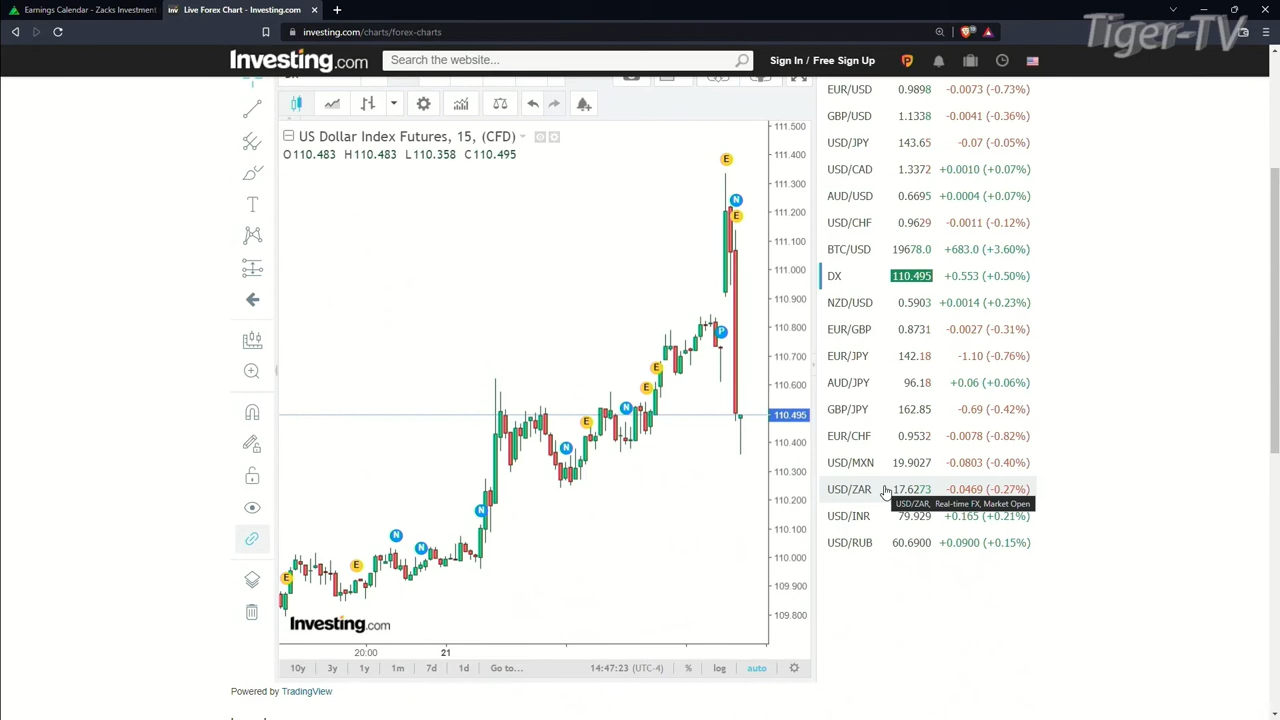 Earnings Calendar - Zacks Investment
Live Forex Chart - Investing.com
Tiger-TV
investing.com/charts/forex-charts
Investing.com
Search the website...
Sign In / Free Sign Up
US Dollar Index Futures, 15, (CFD)
O110.483 H110.483 L110.358 C110.495
111.500
111.400
111.300
111.200
111.100
111.000
110.900
110.800
110.700
110.600
110.495
110.400
110.300
110.200
110.100
110.000
109.900
109.800
E
N
E
P
E
E
N
E
N
N
N
N
E
E
Investing.com
20:00 21
10y 3y 1y 1m 7d 1d Go to... 14:47:23 (UTC-4) % log auto
Powered by TradingView
EUR/USD 0.9898 -0.0073 (-0.73%)
GBP/USD 1.1338 -0.0041 (-0.36%)
USD/JPY 143.65 -0.07 (-0.05%)
USD/CAD 1.3372 +0.0010 (+0.07%)
AUD/USD 0.6695 +0.0004 (+0.07%)
USD/CHF 0.9629 -0.0011 (-0.12%)
BTC/USD 19678.0 +683.0 (+3.60%)
DX 110.495 +0.553 (+0.50%)
NZD/USD 0.5903 +0.0014 (+0.23%)
EUR/GBP 0.8731 -0.0027 (-0.31%)
EUR/JPY 142.18 -1.10 (-0.76%)
AUD/JPY 96.18 +0.06 (+0.06%)
GBP/JPY 162.85 -0.69 (-0.42%)
EUR/CHF 0.9532 -0.0078 (-0.82%)
USD/MXN 19.9027 -0.0803 (-0.40%)
USD/ZAR 17.6273 -0.0469 (-0.27%)
USD/ZAR, Real-time FX, Market Open
USD/INR 79.929 +0.165 (+0.21%)
USD/RUB 60.6900 +0.0900 (+0.15%)